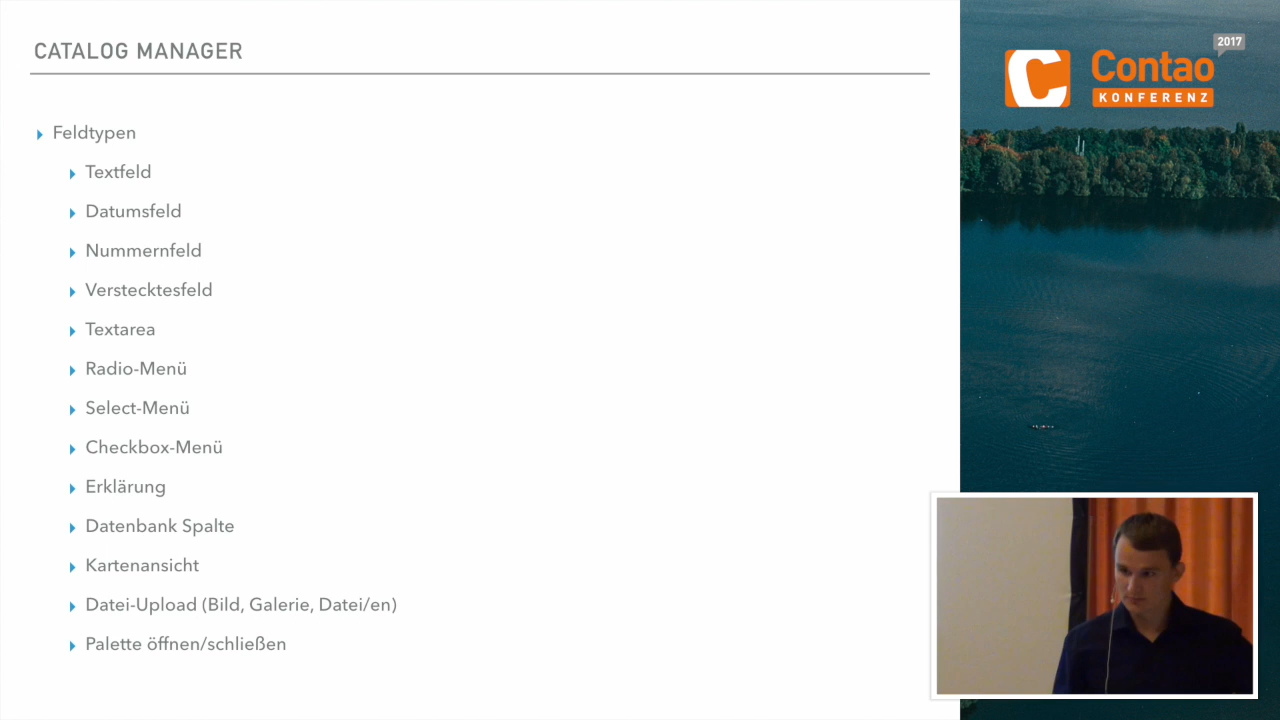 CATALOG MANAGER
Feldtypen
Textfeld
Datumsfeld
Nummernfeld
Verstecktesfeld
Textarea
Radio-Menü
Select-Menü
Checkbox-Menü
Erklärung
Datenbank Spalte
Kartenansicht
Datei-Upload (Bild, Galerie, Datei/en)
Palette öffnen/schließen
2017
Contao
KONFERENZ